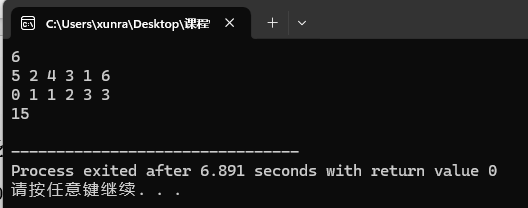 C:\Users\xunra\Desktop\课程
6
5 2 4 3 1 6
0 1 1 2 3 3
15
--------------------------------
Process exited after 6.891 seconds with return value 0
请按任意键继续. . .